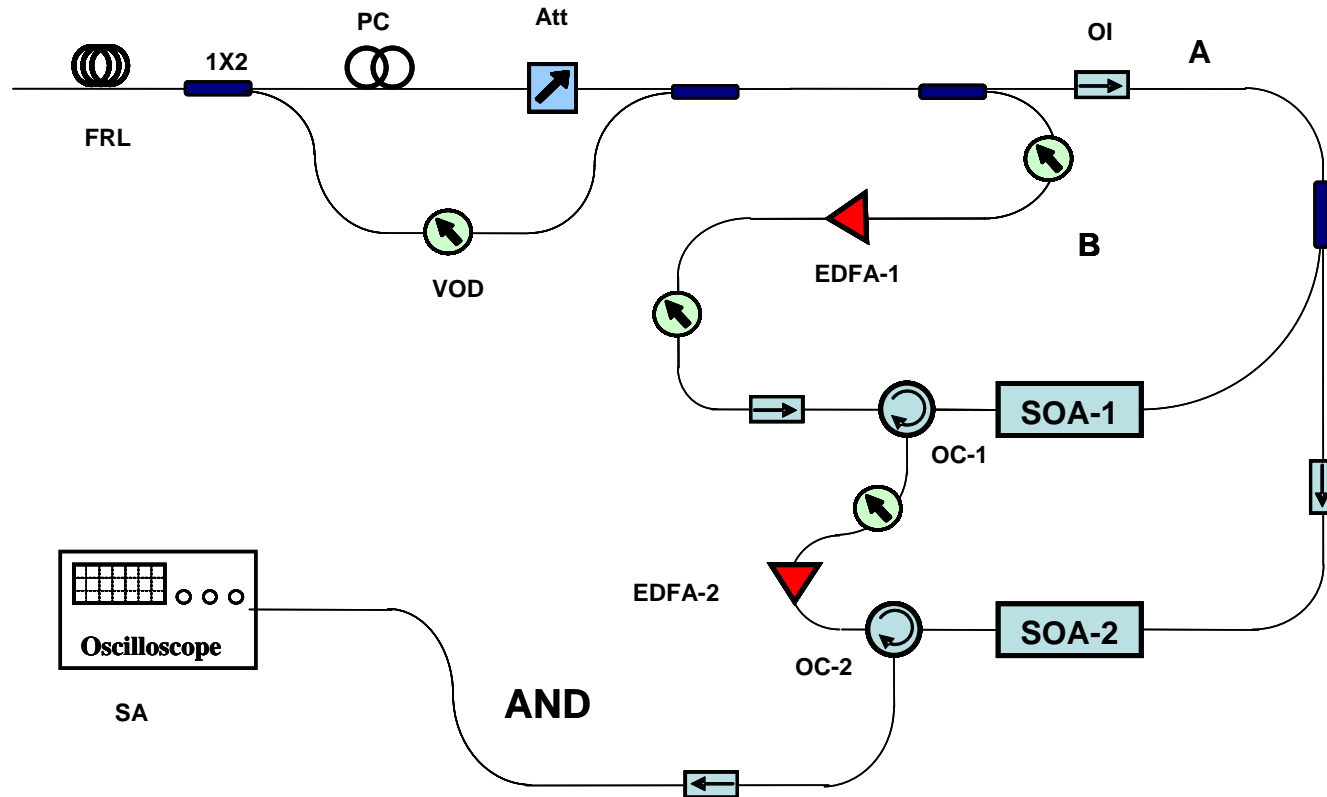 PC
Att
OI
A
1X2
FRL
B
VOD
EDFA-1
SOA-1
OC-1
EDFA-2
SOA-2
OC-2
Oscilloscope
SA
AND